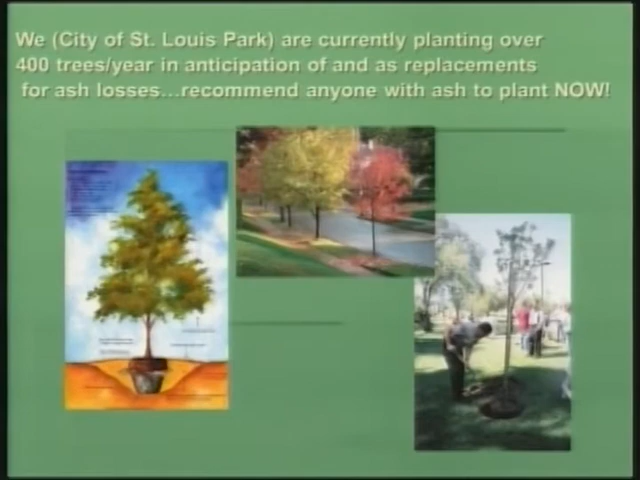 We (City of St. Louis Park) are currently planting over
400 trees/year in anticipation of and as replacements
for ash losses...recommend anyone with ash to plant NOW!